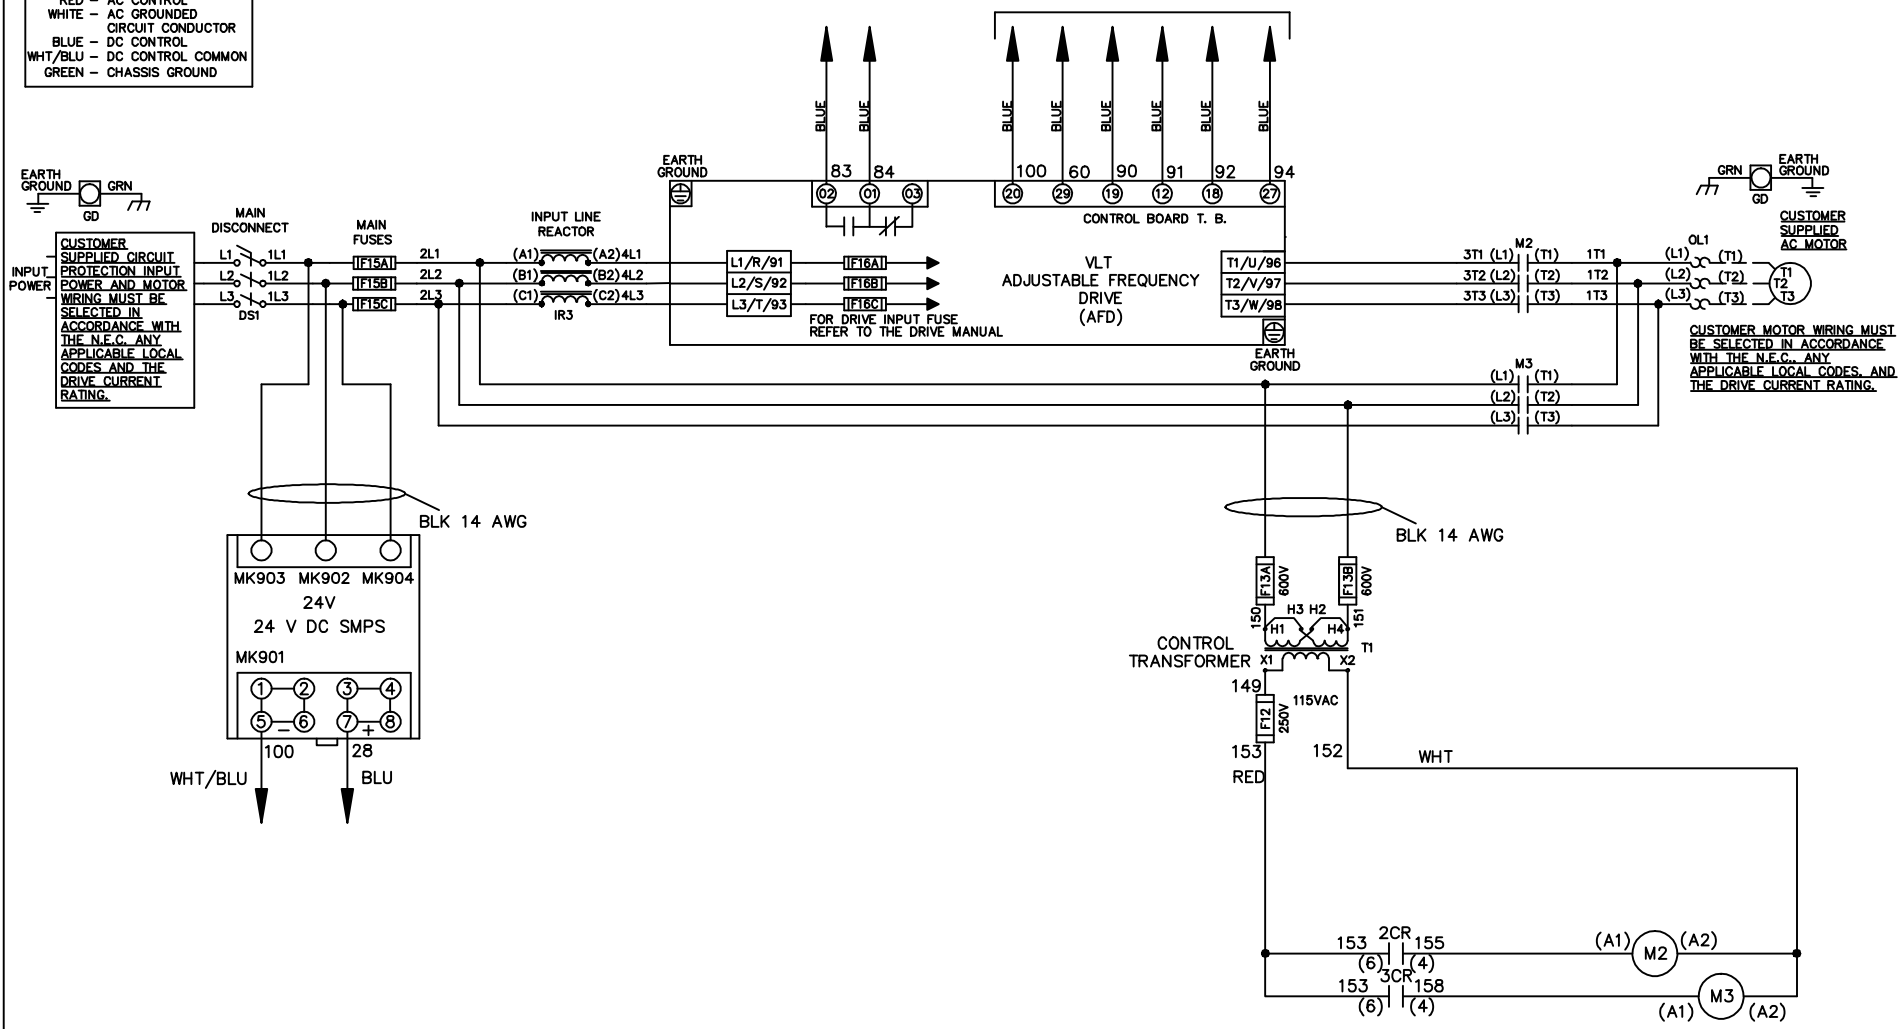 RED – AC CONTROL
WHITE – AC GROUNDED
CIRCUIT CONDUCTOR
BLUE – DC CONTROL
WHT/BLU – DC CONTROL COMMON
GREEN – CHASSIS GROUND
BLUE
BLUE
BLUE
BLUE
BLUE
BLUE
BLUE
BLUE
EARTH
GROUND
GRN
GD
EARTH
GROUND
83
84
02
01
03
100
60
90
91
92
94
20
29
19
12
18
27
CONTROL BOARD T. B.
GRN
EARTH
GROUND
GD
CUSTOMER
SUPPLIED
AC MOTOR
INPUT
POWER
CUSTOMER
SUPPLIED CIRCUIT
PROTECTION INPUT
POWER AND MOTOR
WIRING MUST BE
SELECTED IN
ACCORDANCE WITH
THE N.E.C. ANY
APPLICABLE LOCAL
CODES AND THE
DRIVE CURRENT
RATING.
MAIN
DISCONNECT
L1 1L1
L2 1L2
L3 1L3
DS1
MAIN
FUSES
F15A
F15B
F15C
2L1
2L2
2L3
INPUT LINE
REACTOR
(A1) (A2) 4L1
(B1) (B2) 4L2
(C1) (C2) 4L3
IR3
L1/R/91
L2/S/92
L3/T/93
F16A
F16B
F16C
FOR DRIVE INPUT FUSE
REFER TO THE DRIVE MANUAL
VLT
ADJUSTABLE FREQUENCY
DRIVE
(AFD)
T1/U/96
T2/V/97
T3/W/98
EARTH
GROUND
M2
3T1 (L1) (T1) 1T1
3T2 (L2) (T2) 1T2
3T3 (L3) (T3) 1T3
OL1
(L1) (T1)
(L2) (T2)
(L3) (T3)
T1
T2
T3
CUSTOMER MOTOR WIRING MUST
BE SELECTED IN ACCORDANCE
WITH THE N.E.C., ANY
APPLICABLE LOCAL CODES, AND
THE DRIVE CURRENT RATING.
M3
(L1) (T1)
(L2) (T2)
(L3) (T3)
BLK 14 AWG
MK903 MK902 MK904
24V
24 V DC SMPS
MK901
1 2 3 4
5 6 7 8
– +
100
28
WHT/BLU
BLU
BLK 14 AWG
F13A
600V
F13B
600V
150
151
H3 H2
H1
H4
CONTROL
TRANSFORMER
T1
X1
X2
149
115VAC
F12
250V
153
152
RED
WHT
2CR
153 155
(6) (4)
(A1) M2 (A2)
3CR
153 158
(6) (4)
(A1) M3 (A2)